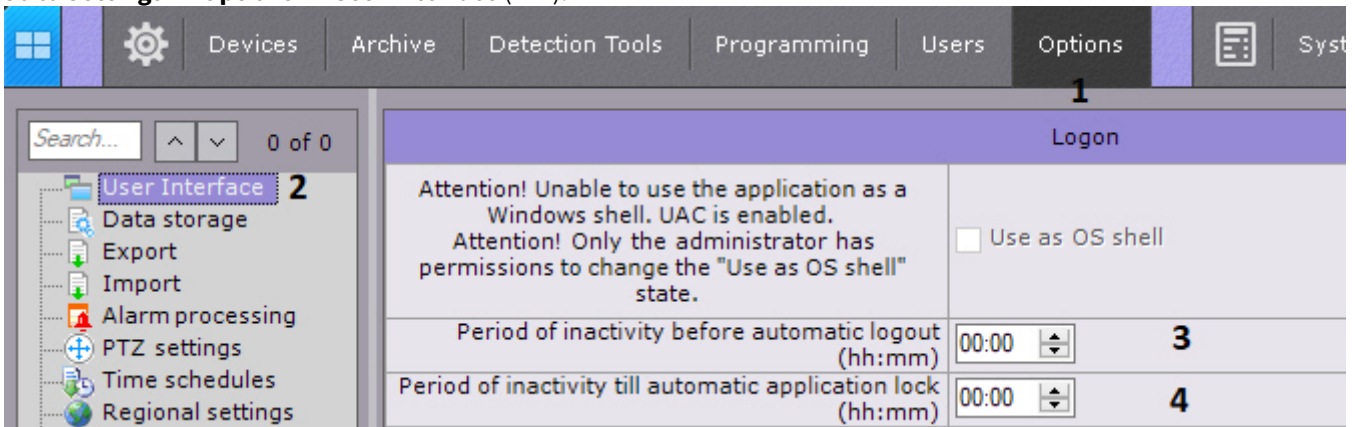 Devices
Archive
Detection Tools
Programming
Users
Options
Syst
1
Search...
0 of 0
User Interface 2
Data storage
Export
Import
Alarm processing
PTZ settings
Time schedules
Regional settings
Logon
Attention! Unable to use the application as a
Windows shell. UAC is enabled.
Attention! Only the administrator has
permissions to change the "Use as OS shell"
state.
Use as OS shell
Period of inactivity before automatic logout
(hh:mm)
00:00
3
Period of inactivity till automatic application lock
(hh:mm)
00:00
4